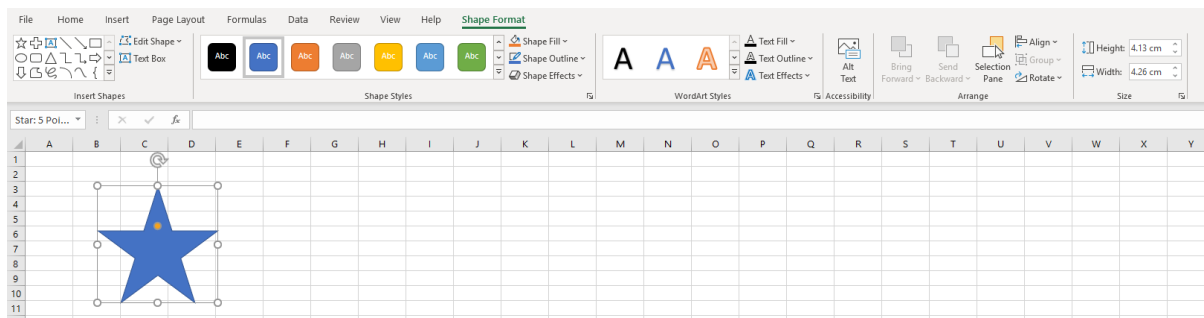 File Home Insert Page Layout Formulas Data Review View Help Shape Format
Edit Shape
Text Box
Insert Shapes
Abc Abc Abc Abc Abc Abc Abc
Shape Fill
Shape Outline
Shape Effects
Shape Styles
A A A
Text Fill
Text Outline
Text Effects
WordArt Styles
Alt
Text
Accessibility
Bring
Forward
Send
Backward
Selection
Pane
Align
Group
Rotate
Arrange
Height: 4.13 cm
Width: 4.26 cm
Size
Star: 5 Poi... fx
A B C D E F G H I J K L M N O P Q R S T U V W X Y
1
2
3
4
5
6
7
8
9
10
11